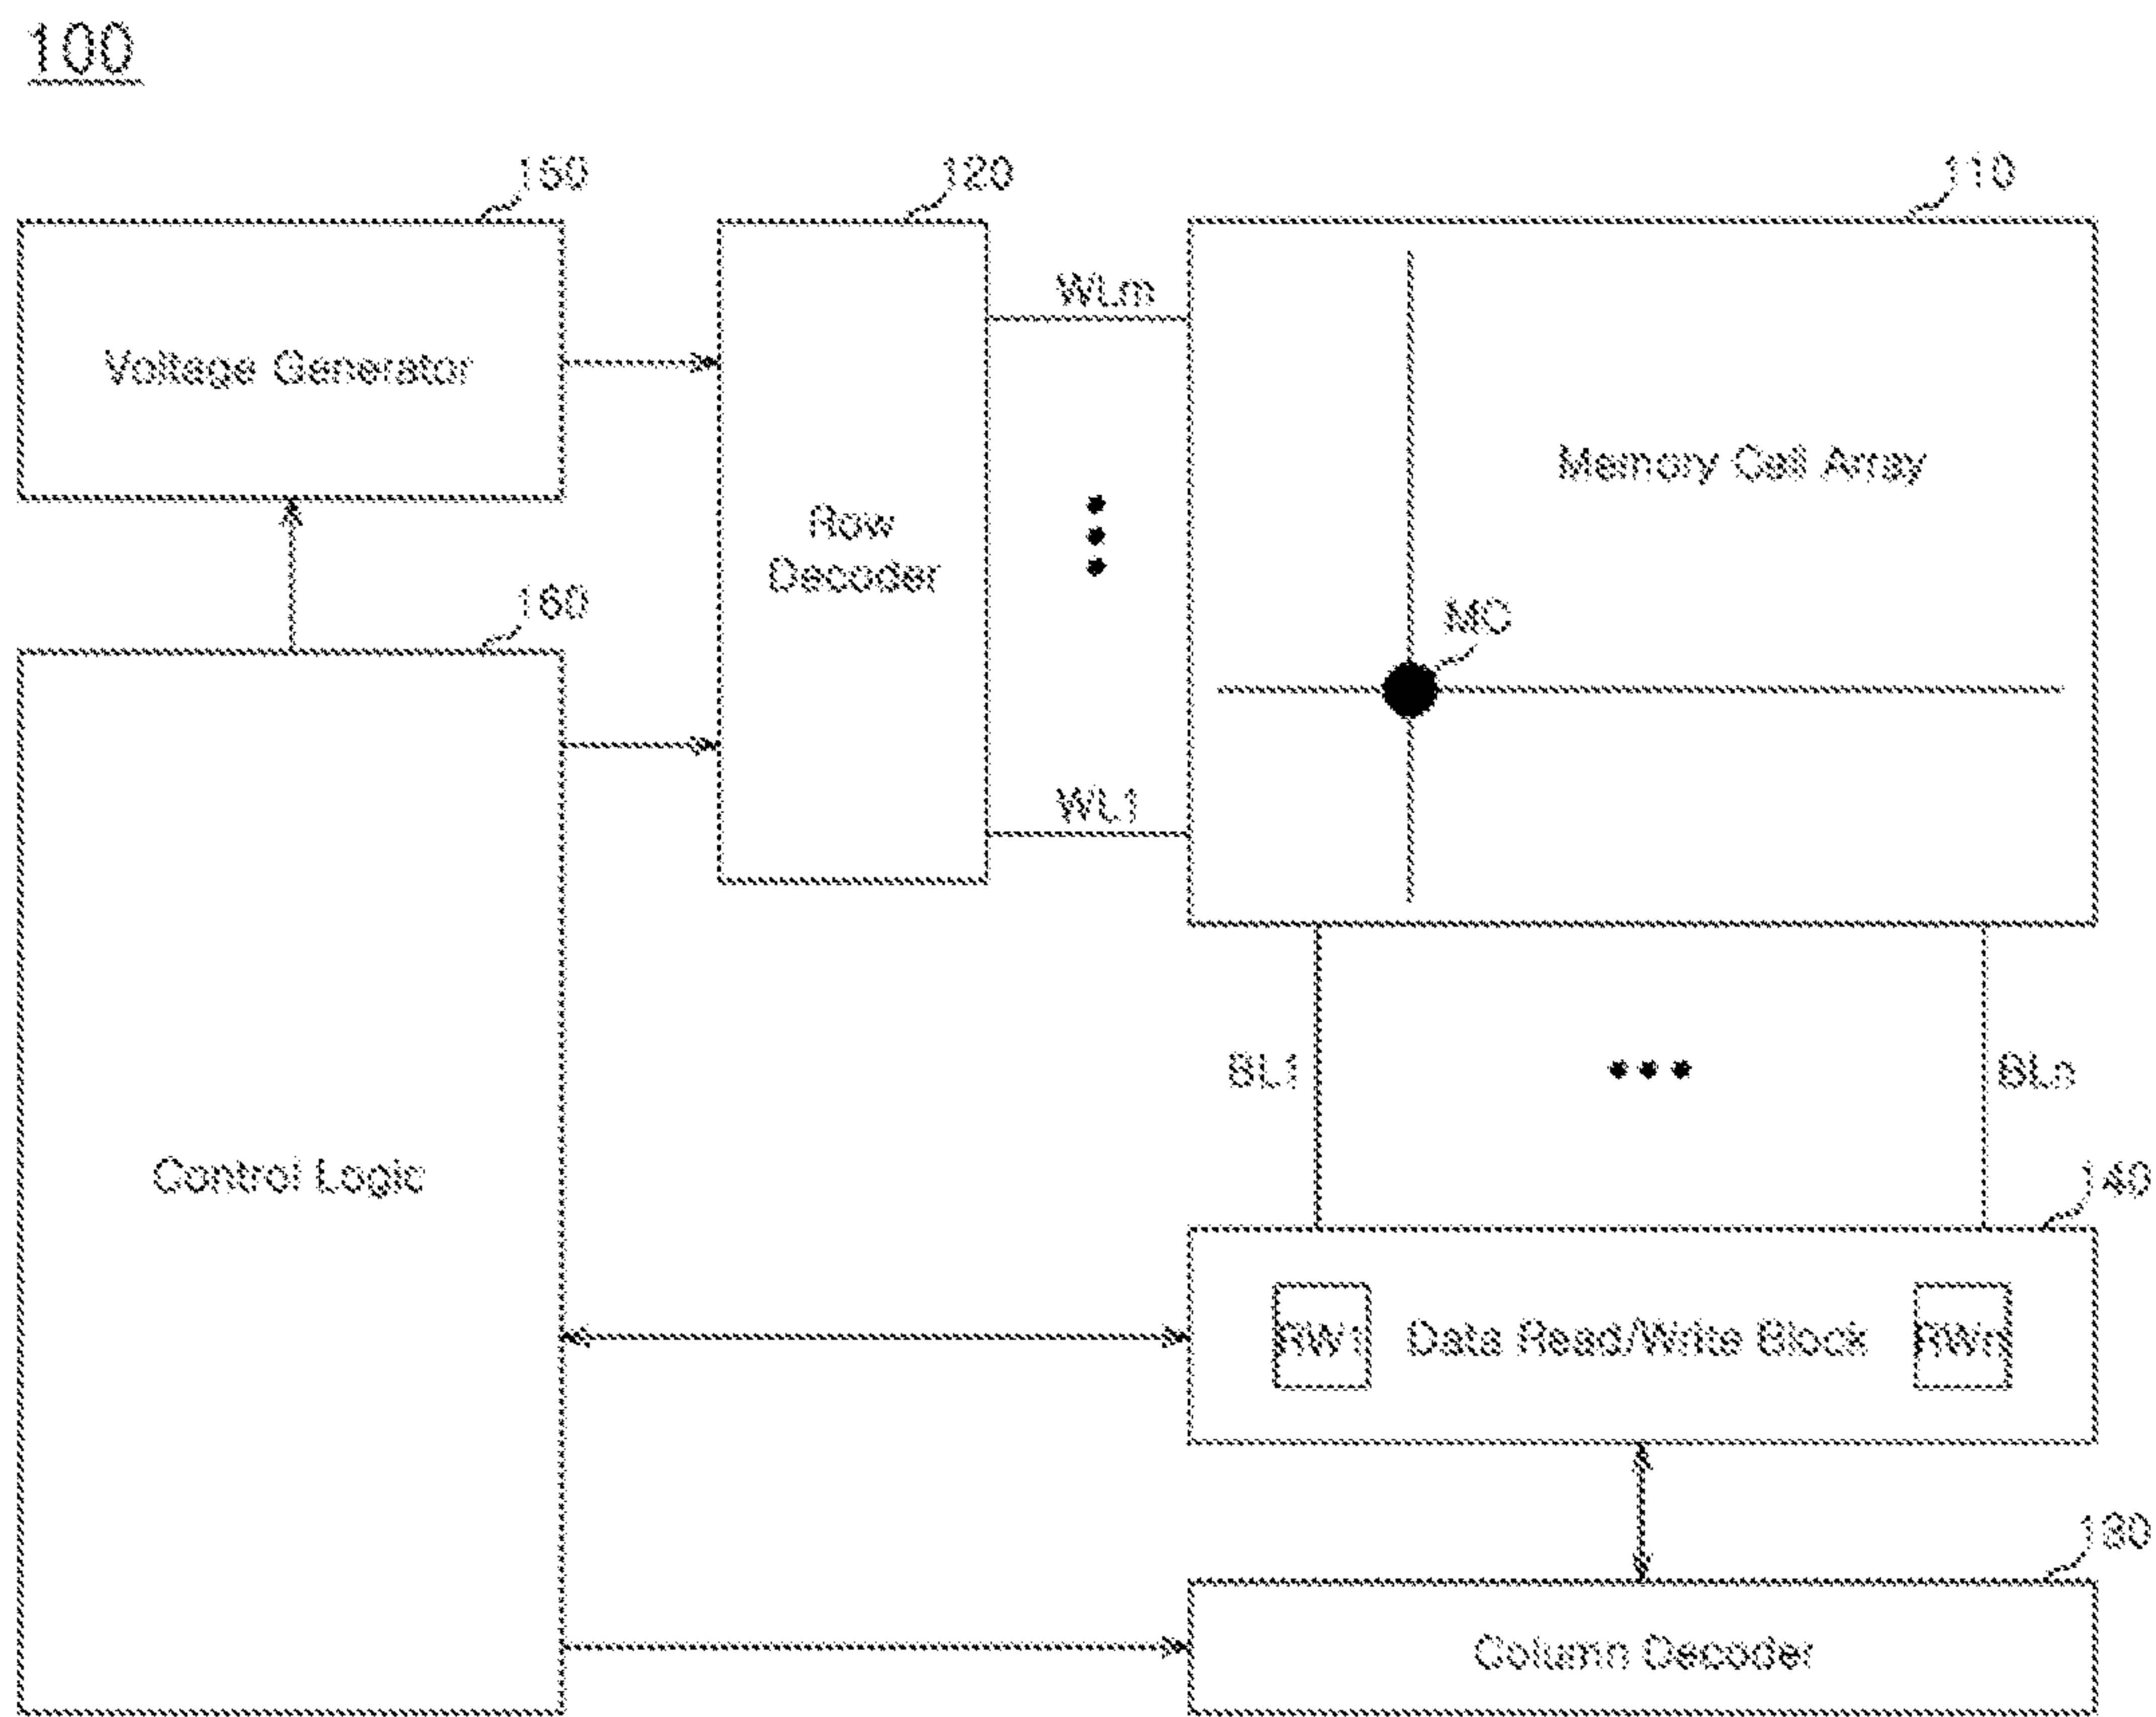 100
150
120
110
WLm
Voltage Generator
Memory Cell Array
Row
Decoder
160
MC
WL1
BL1
BLn
Control Logic
140
RW1
Data Read/Write Block
RWn
130
Column Decoder